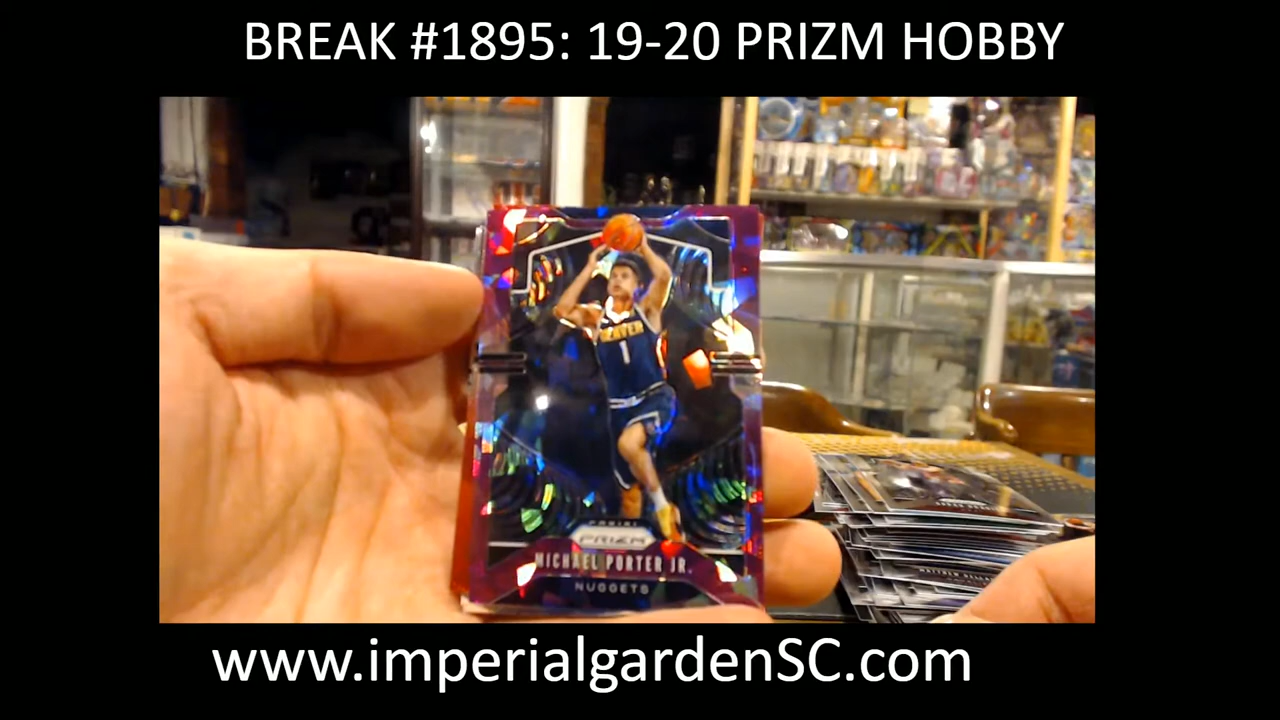 BREAK #1895: 19-20 PRIZM HOBBY
DENVER
1
PANINI
PRIZM
MICHAEL PORTER JR.
NUGGETS
www.imperialgardenSC.com